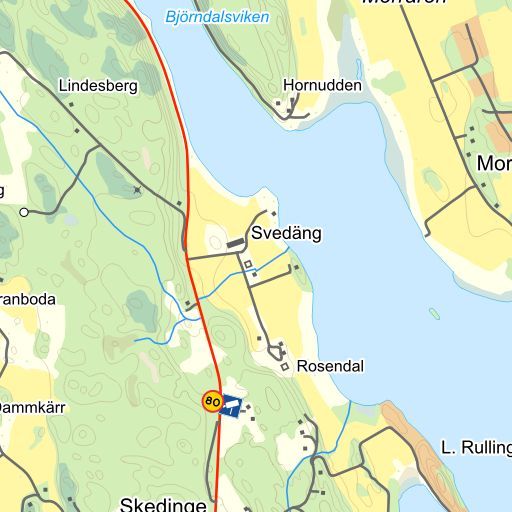 Björndalsviken
Lindesberg
Hornudden
Svedäng
Rosendal
80
L. Rulling
Skedinge